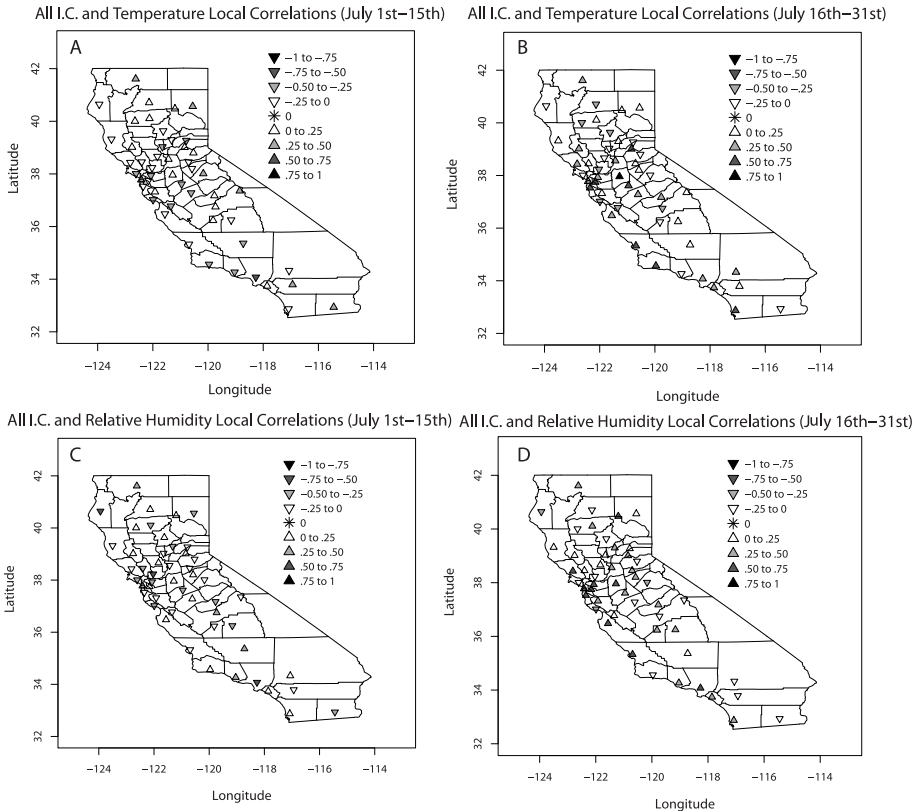 All I.C. and Temperature Local Correlations (July 1st–15th)
A
−1 to −.75
−.75 to −.50
−0.50 to −.25
−.25 to 0
0
0 to .25
.25 to .50
.50 to .75
.75 to 1
Latitude
42
40
38
36
34
32
−124
−122
−120
−118
−116
−114
Longitude
All I.C. and Temperature Local Correlations (July 16th−31st)
B
−1 to −.75
−.75 to −.50
−0.50 to −.25
−.25 to 0
0
0 to .25
.25 to .50
.50 to .75
.75 to 1
Latitude
42
40
38
36
34
32
−124
−122
−120
−118
−116
−114
Longitude
All I.C. and Relative Humidity Local Correlations (July 1st−15th)
C
−1 to −.75
−.75 to −.50
−0.50 to −.25
−.25 to 0
0
0 to .25
.25 to .50
.50 to .75
.75 to 1
Latitude
42
40
38
36
34
32
−124
−122
−120
−118
−116
−114
Longitude
All I.C. and Relative Humidity Local Correlations (July 16th−31st)
D
−1 to −.75
−.75 to −.50
−0.50 to −.25
−.25 to 0
0
0 to .25
.25 to .50
.50 to .75
.75 to 1
Latitude
42
40
38
36
34
32
−124
−122
−120
−118
−116
−114
Longitude